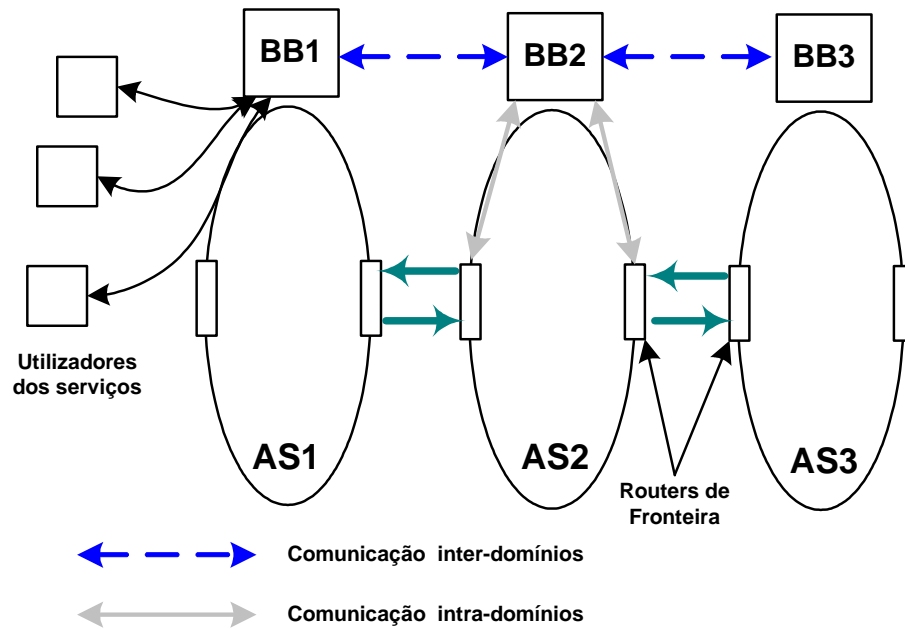 BB1
BB2
BB3
Utilizadores
dos serviços
AS1
AS2
AS3
Routers de
Fronteira
Comunicação inter-domínios
Comunicação intra-domínios